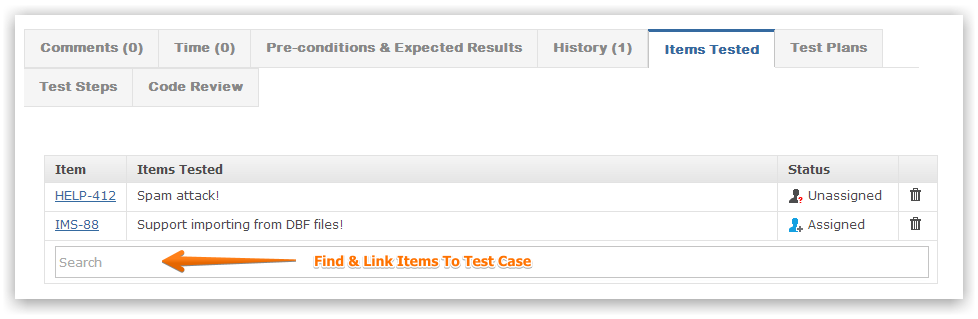 Comments (0) Time (0) Pre-conditions & Expected Results History (1) Items Tested Test Plans
Test Steps Code Review
Item Items Tested Status
HELP-412 Spam attack! Unassigned
IMS-88 Support importing from DBF files! Assigned
Search Find & Link Items To Test Case